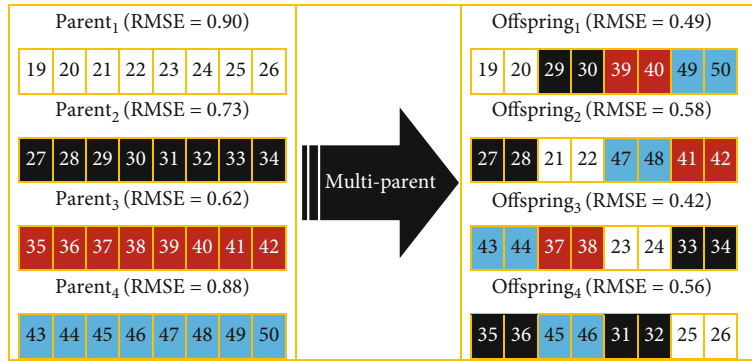 Parent₁ (RMSE = 0.90)
19 20 21 22 23 24 25 26
Parent₂ (RMSE = 0.73)
27 28 29 30 31 32 33 34
Parent₃ (RMSE = 0.62)
35 36 37 38 39 40 41 42
Parent₄ (RMSE = 0.88)
43 44 45 46 47 48 49 50
Multi-parent
Offspring₁ (RMSE = 0.49)
19 20 29 30 39 40 49 50
Offspring₂ (RMSE = 0.58)
27 28 21 22 47 48 41 42
Offspring₃ (RMSE = 0.42)
43 44 37 38 23 24 33 34
Offspring₄ (RMSE = 0.56)
35 36 45 46 31 32 25 26